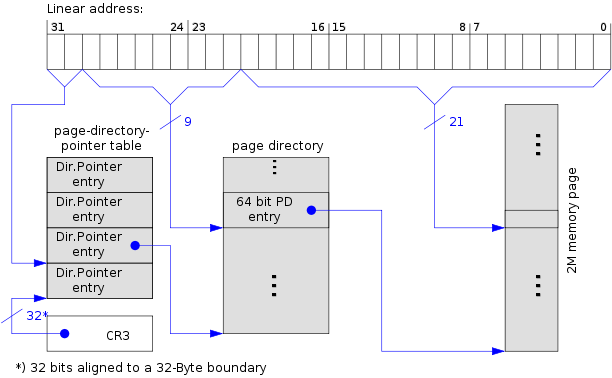 Linear address:
31 24 23 16 15 8 7 0
9
21
page-directory-
pointer table
page directory
Dir.Pointer
entry
Dir.Pointer
entry
Dir.Pointer
entry
Dir.Pointer
entry
64 bit PD
entry
2M memory page
32*
CR3
*) 32 bits aligned to a 32-Byte boundary